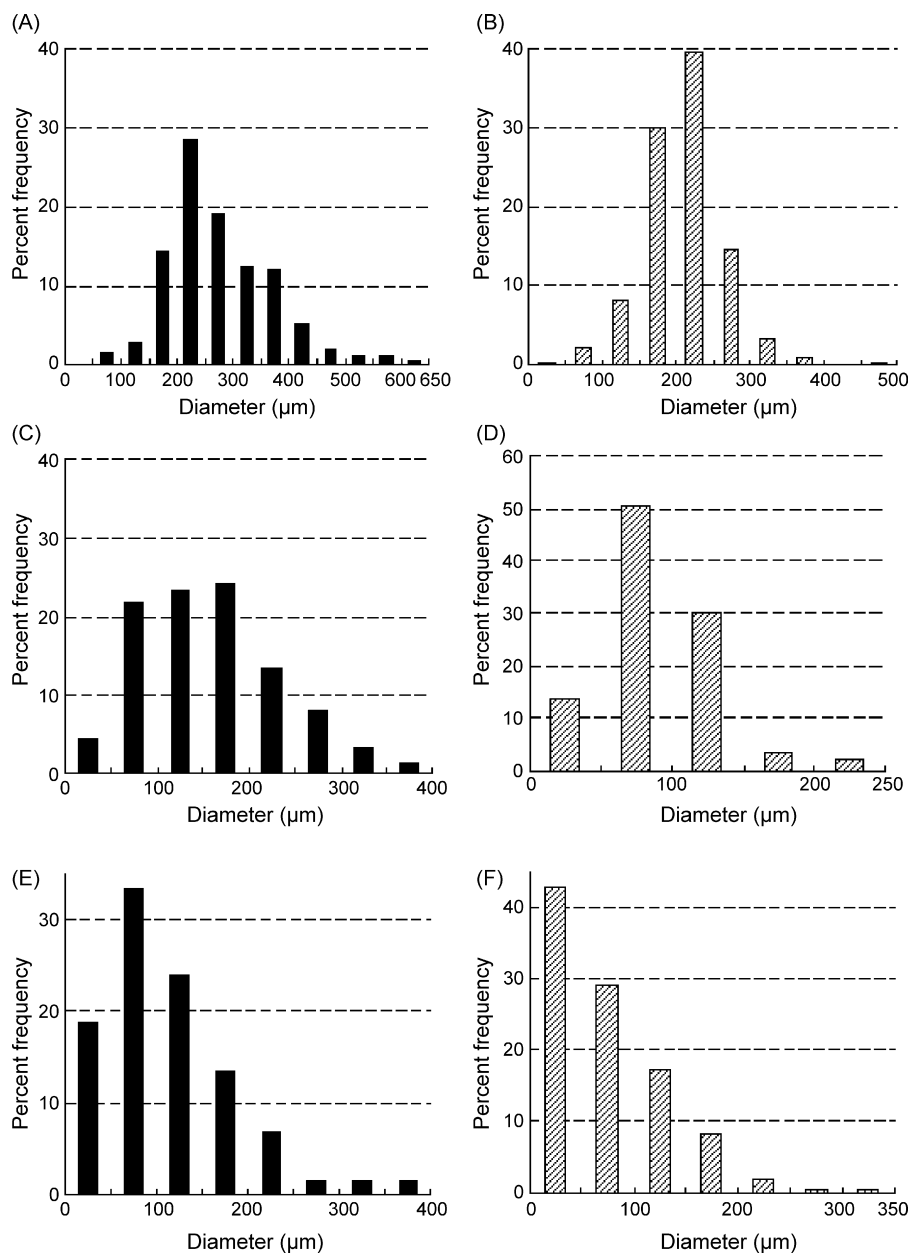 (A)
Percent frequency
40
30
20
10
0
0 100 200 300 400 500 600 650
Diameter (µm)
(B)
Percent frequency
40
30
20
10
0
0 100 200 300 400 500
Diameter (µm)
(C)
Percent frequency
40
30
20
10
0
0 100 200 300 400
Diameter (µm)
(D)
Percent frequency
60
50
40
30
20
10
0
0 100 200 250
Diameter (µm)
(E)
Percent frequency
30
20
10
0
0 100 200 300 400
Diameter (µm)
(F)
Percent frequency
40
30
20
10
0
0 100 200 300 350
Diameter (µm)